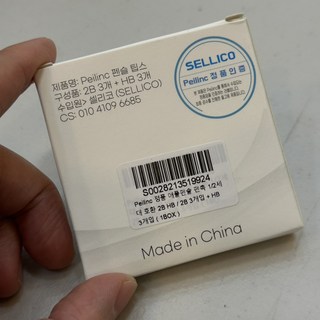 제품명: Peilinc 펜슬 팁스
구성품: 2B 3개 + HB 3개
수입원> 셀리코 (SELLICO)
CS: 010 4109 6685
SELLICO
Peilinc 정품인증
S0028213519924
Peilinc 정품 애플펜슬 펜촉 1/2세
대 호환 2B HB / 2B 3개입 + HB
3개입 ( 1BOX )
Made in China